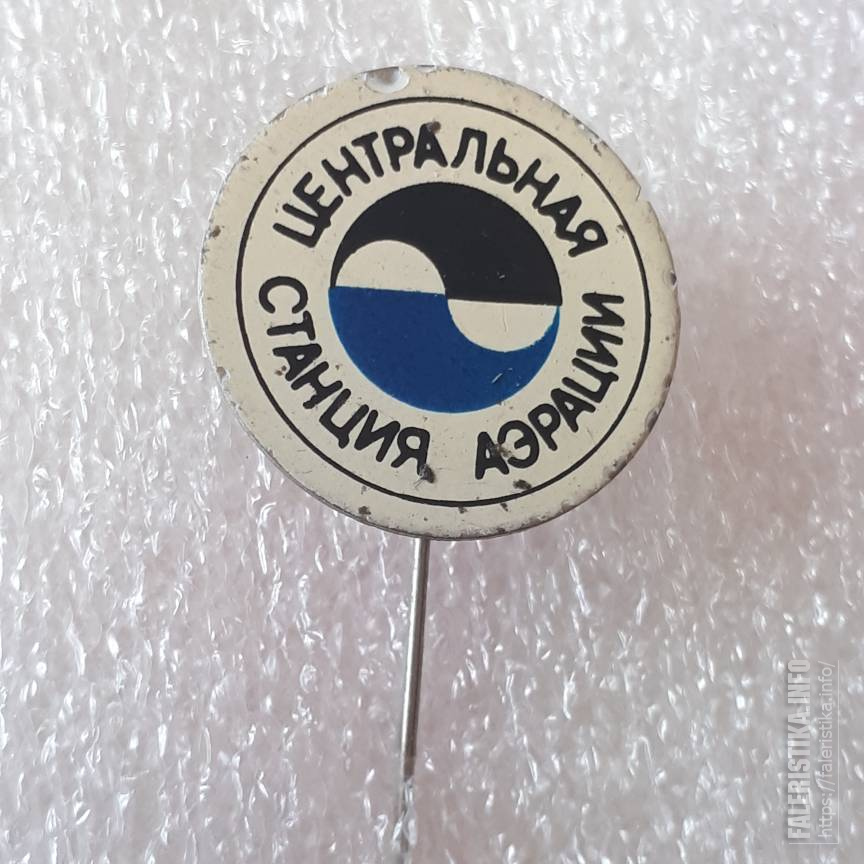 ЦЕНТРАЛЬНАЯ
СТАНЦИЯ АЭРАЦИИ
FALERISTIKA.INFO
https://faleristika.info/